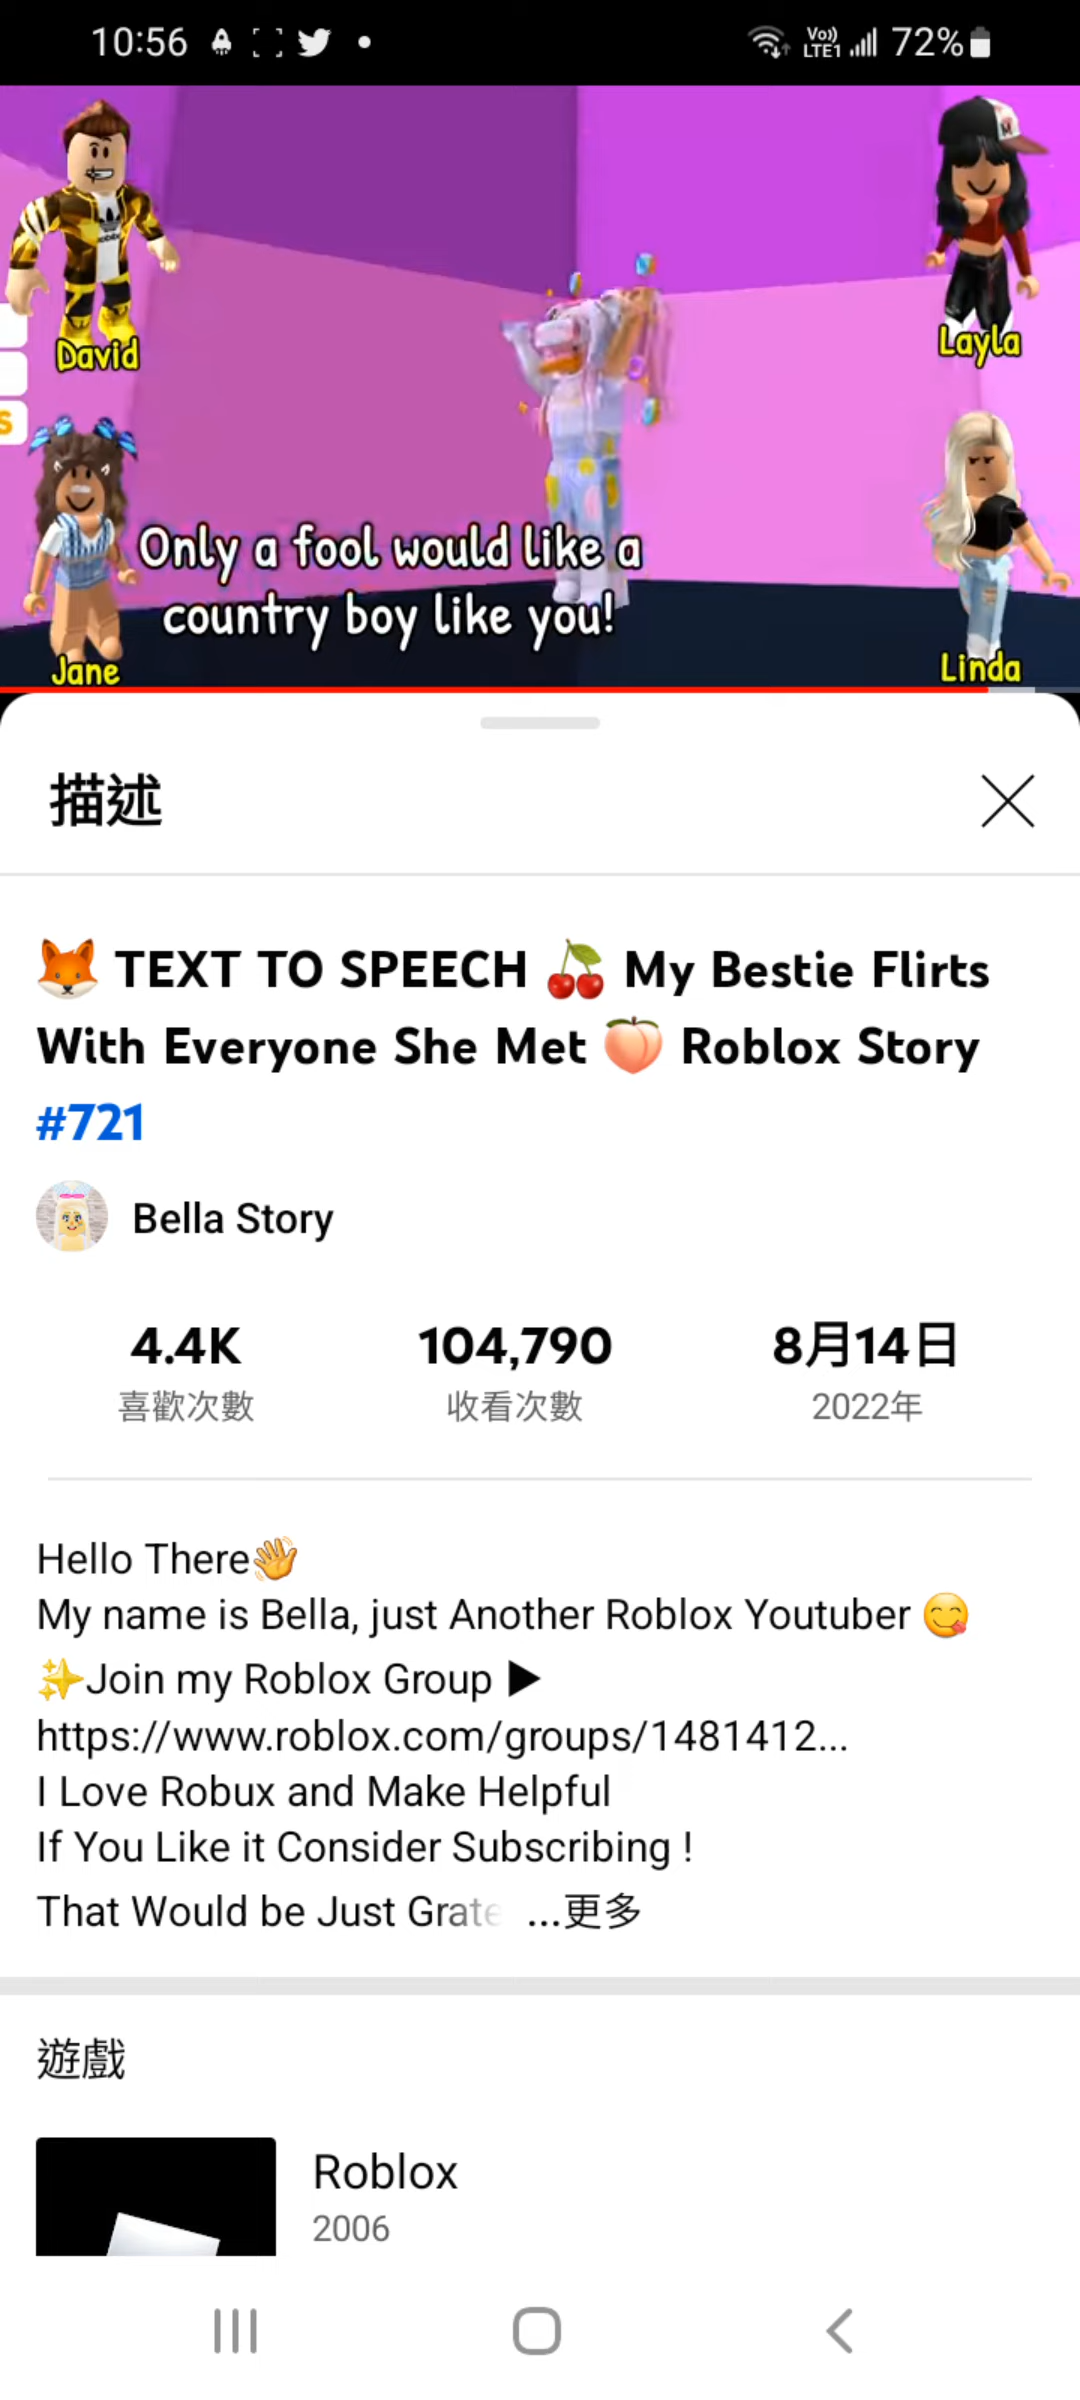 10:56
Vo)) LTE1 72%
David
Layla
S
Only a fool would like a
country boy like you!
Jane
Linda
描述
🦊 TEXT TO SPEECH 🍒 My Bestie Flirts
With Everyone She Met 🍑 Roblox Story
#721
Bella Story
4.4K 104,790 8月14日
喜歡次數 收看次數 2022年
Hello There👋
My name is Bella, just Another Roblox Youtuber 😋
✨Join my Roblox Group ▶
https://www.roblox.com/groups/1481412...
I Love Robux and Make Helpful
If You Like it Consider Subscribing !
That Would be Just Grate ...更多
遊戲
Roblox
2006